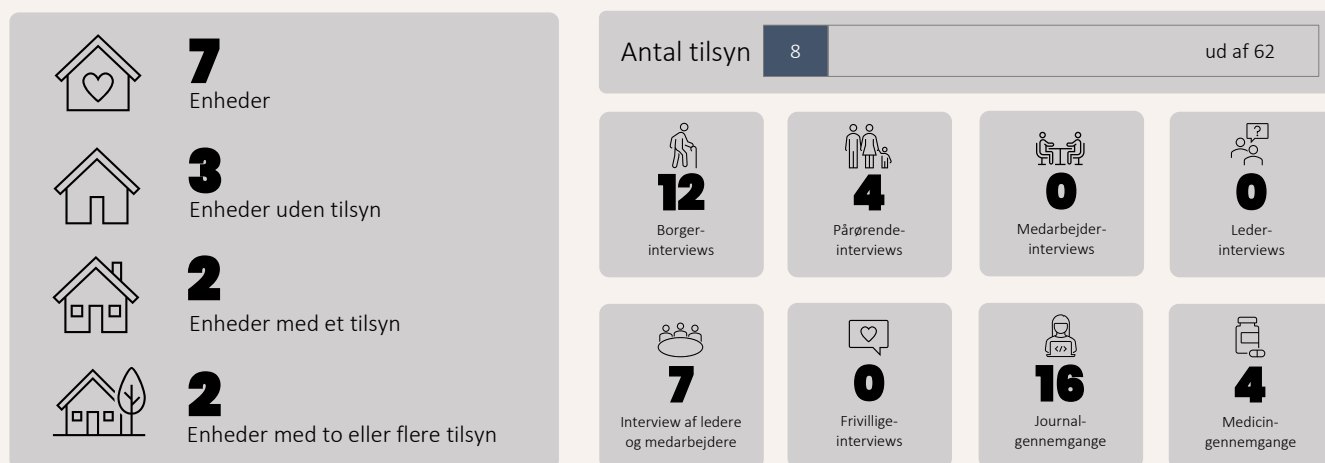 7
Enheder
3
Enheder uden tilsyn
2
Enheder med et tilsyn
2
Enheder med to eller flere tilsyn
Antal tilsyn 8 ud af 62
12
Borger-
interviews
4
Pårørende-
interviews
0
Medarbejder-
interviews
?
0
Leder-
interviews
7
Interview af ledere
og medarbejdere
0
Frivillige-
interviews
</>
16
Journal-
gennemgange
4
Medicin-
gennemgange